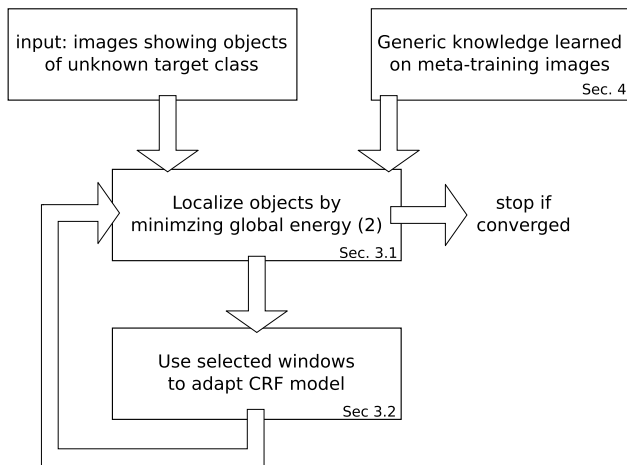 input: images showing objects
of unknown target class
Generic knowledge learned
on meta-training images
Sec. 4
Localize objects by
minimzing global energy (2)
Sec. 3.1
stop if
converged
Use selected windows
to adapt CRF model
Sec 3.2